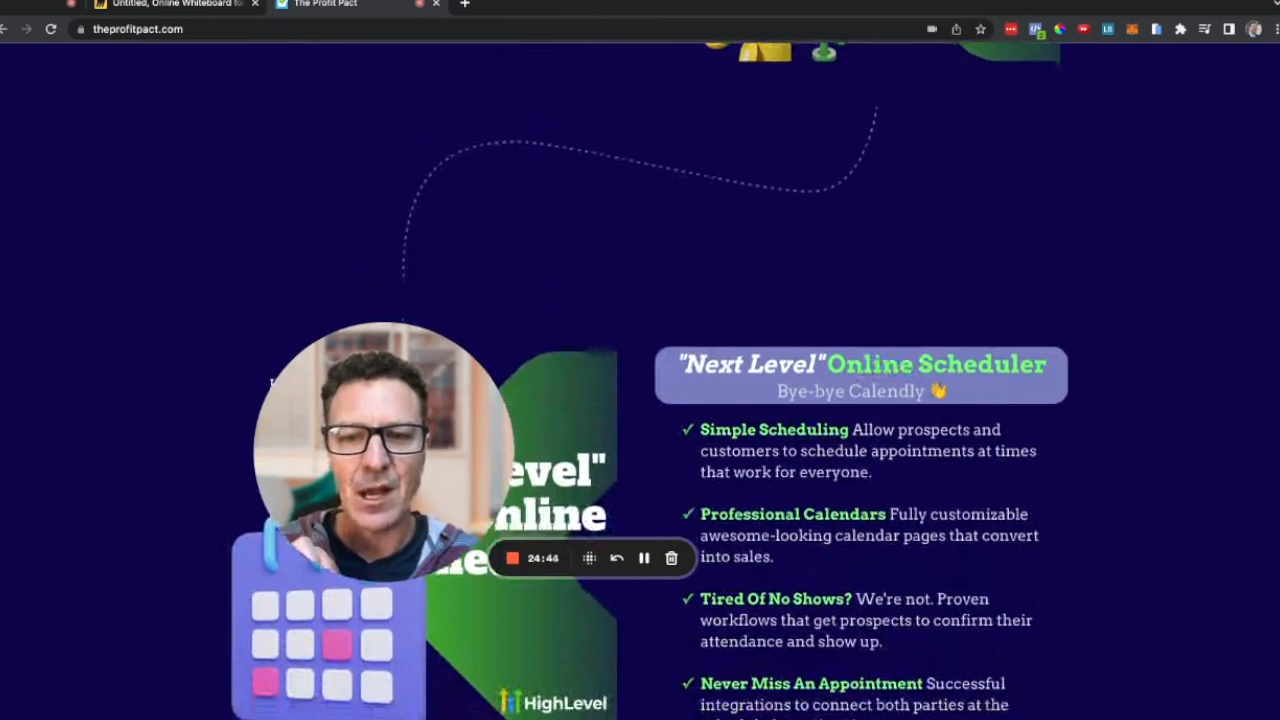 Untitled, Online Whiteboard fo
The Profit Pact
theprofitpact.com
"Next Level"Online Scheduler
Bye-bye Calendly 👋
✓ Simple Scheduling Allow prospects and
customers to schedule appointments at times
that work for everyone.
✓ Professional Calendars Fully customizable
awesome-looking calendar pages that convert
into sales.
✓ Tired Of No Shows? We're not. Proven
workflows that get prospects to confirm their
attendance and show up.
✓ Never Miss An Appointment Successful
integrations to connect both parties at the
evel"
nline
24:44
HighLevel